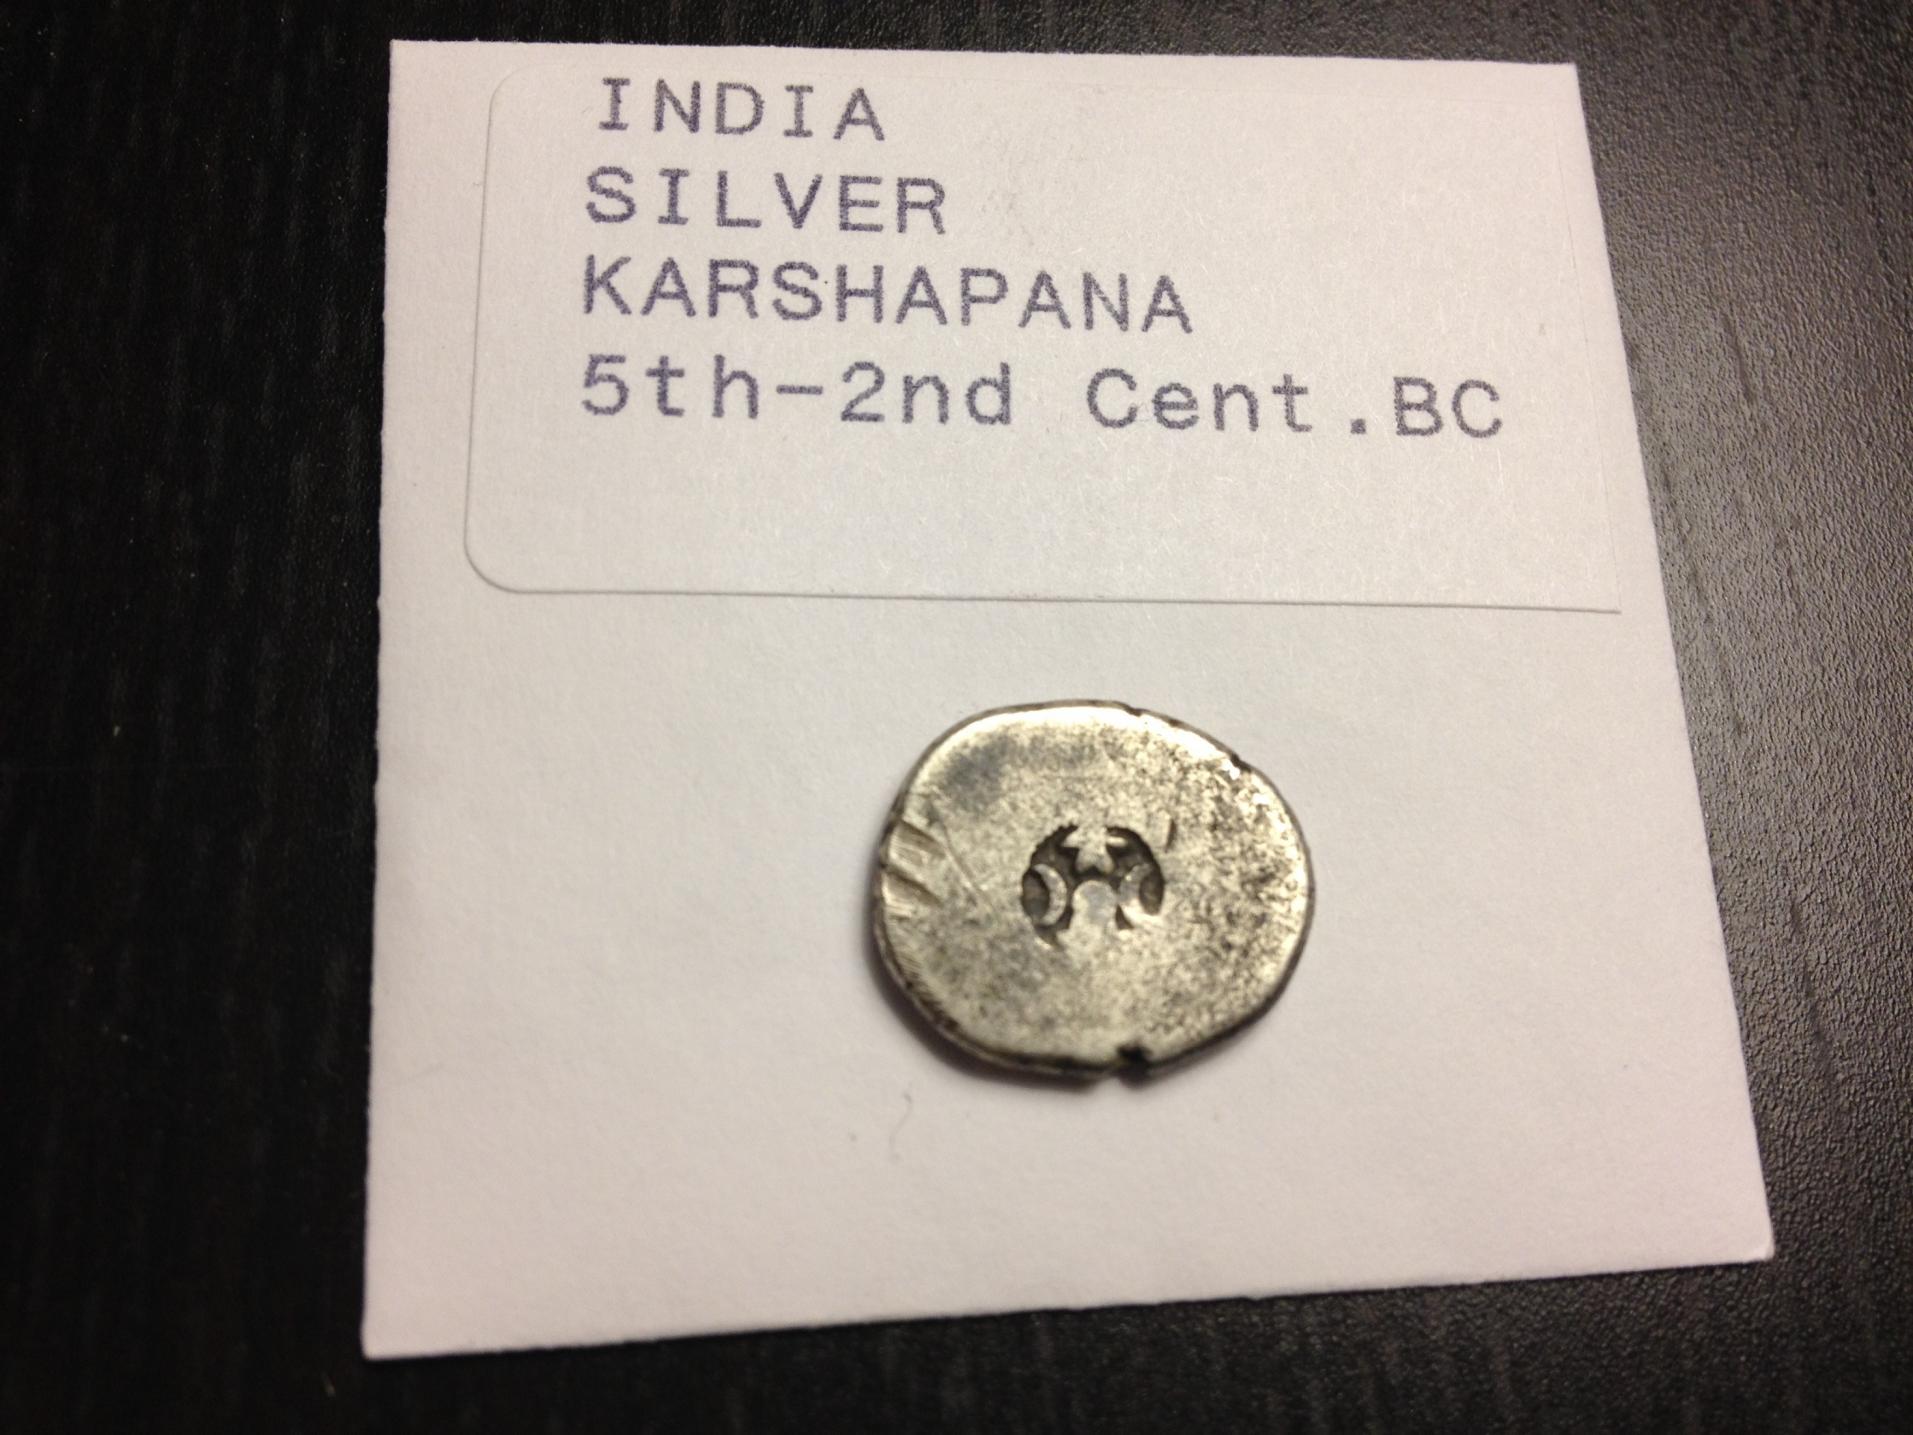 INDIA
SILVER
KARSHAPANA
5th-2nd Cent.BC